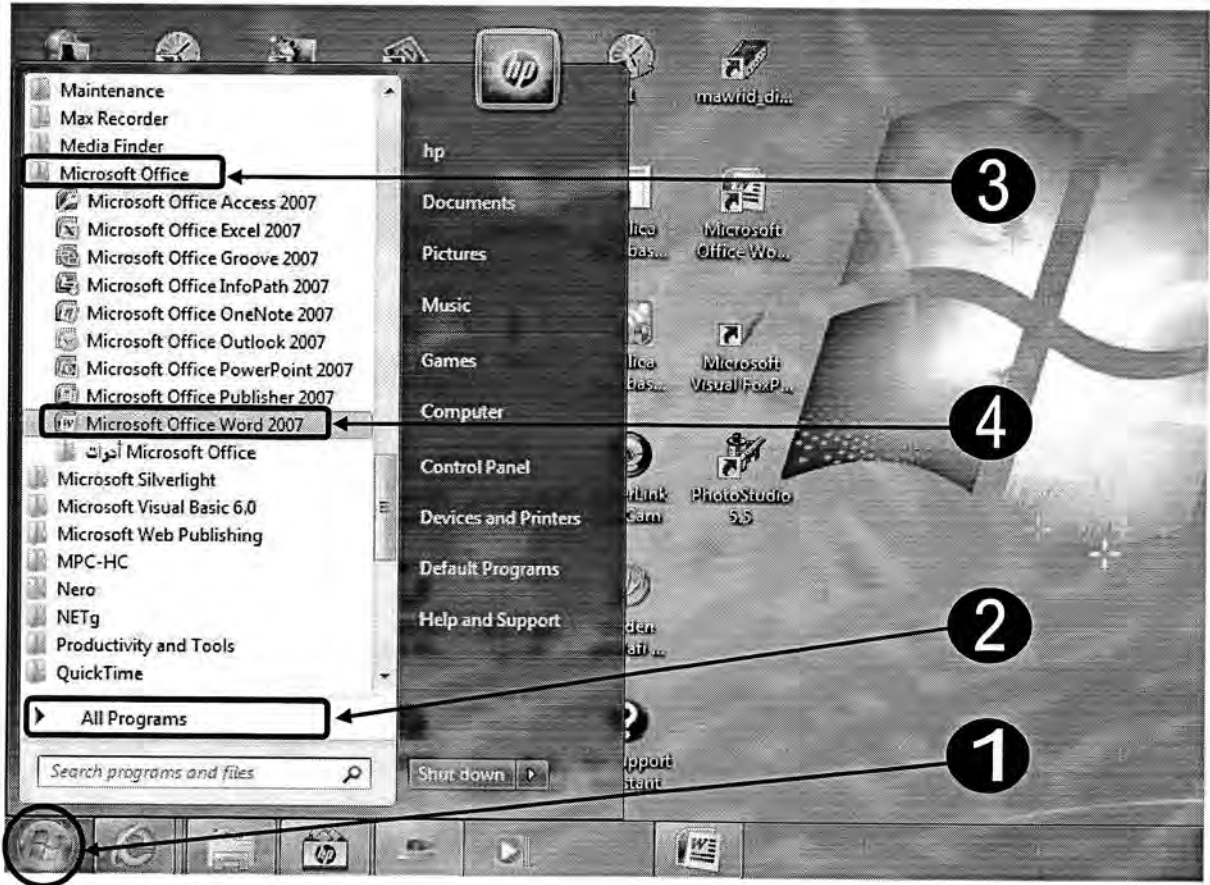 mawrid_di...
Maintenance
Max Recorder
Media Finder
Microsoft Office
Microsoft Office Access 2007
Microsoft Office Excel 2007
Microsoft Office Groove 2007
Microsoft Office InfoPath 2007
Microsoft Office OneNote 2007
Microsoft Office Outlook 2007
Microsoft Office PowerPoint 2007
Microsoft Office Publisher 2007
Microsoft Office Word 2007
أدوات Microsoft Office
Microsoft Silverlight
Microsoft Visual Basic 6.0
Microsoft Web Publishing
MPC-HC
Nero
NETg
Productivity and Tools
QuickTime
All Programs
Search programs and files
hp
hp
Documents
Pictures
Music
Games
Computer
Control Panel
Devices and Printers
Default Programs
Help and Support
Shut down
Microsoft
Office Wo...
Microsoft
Visual FoxP...
PhotoStudio
5.5
3
4
2
1
hp